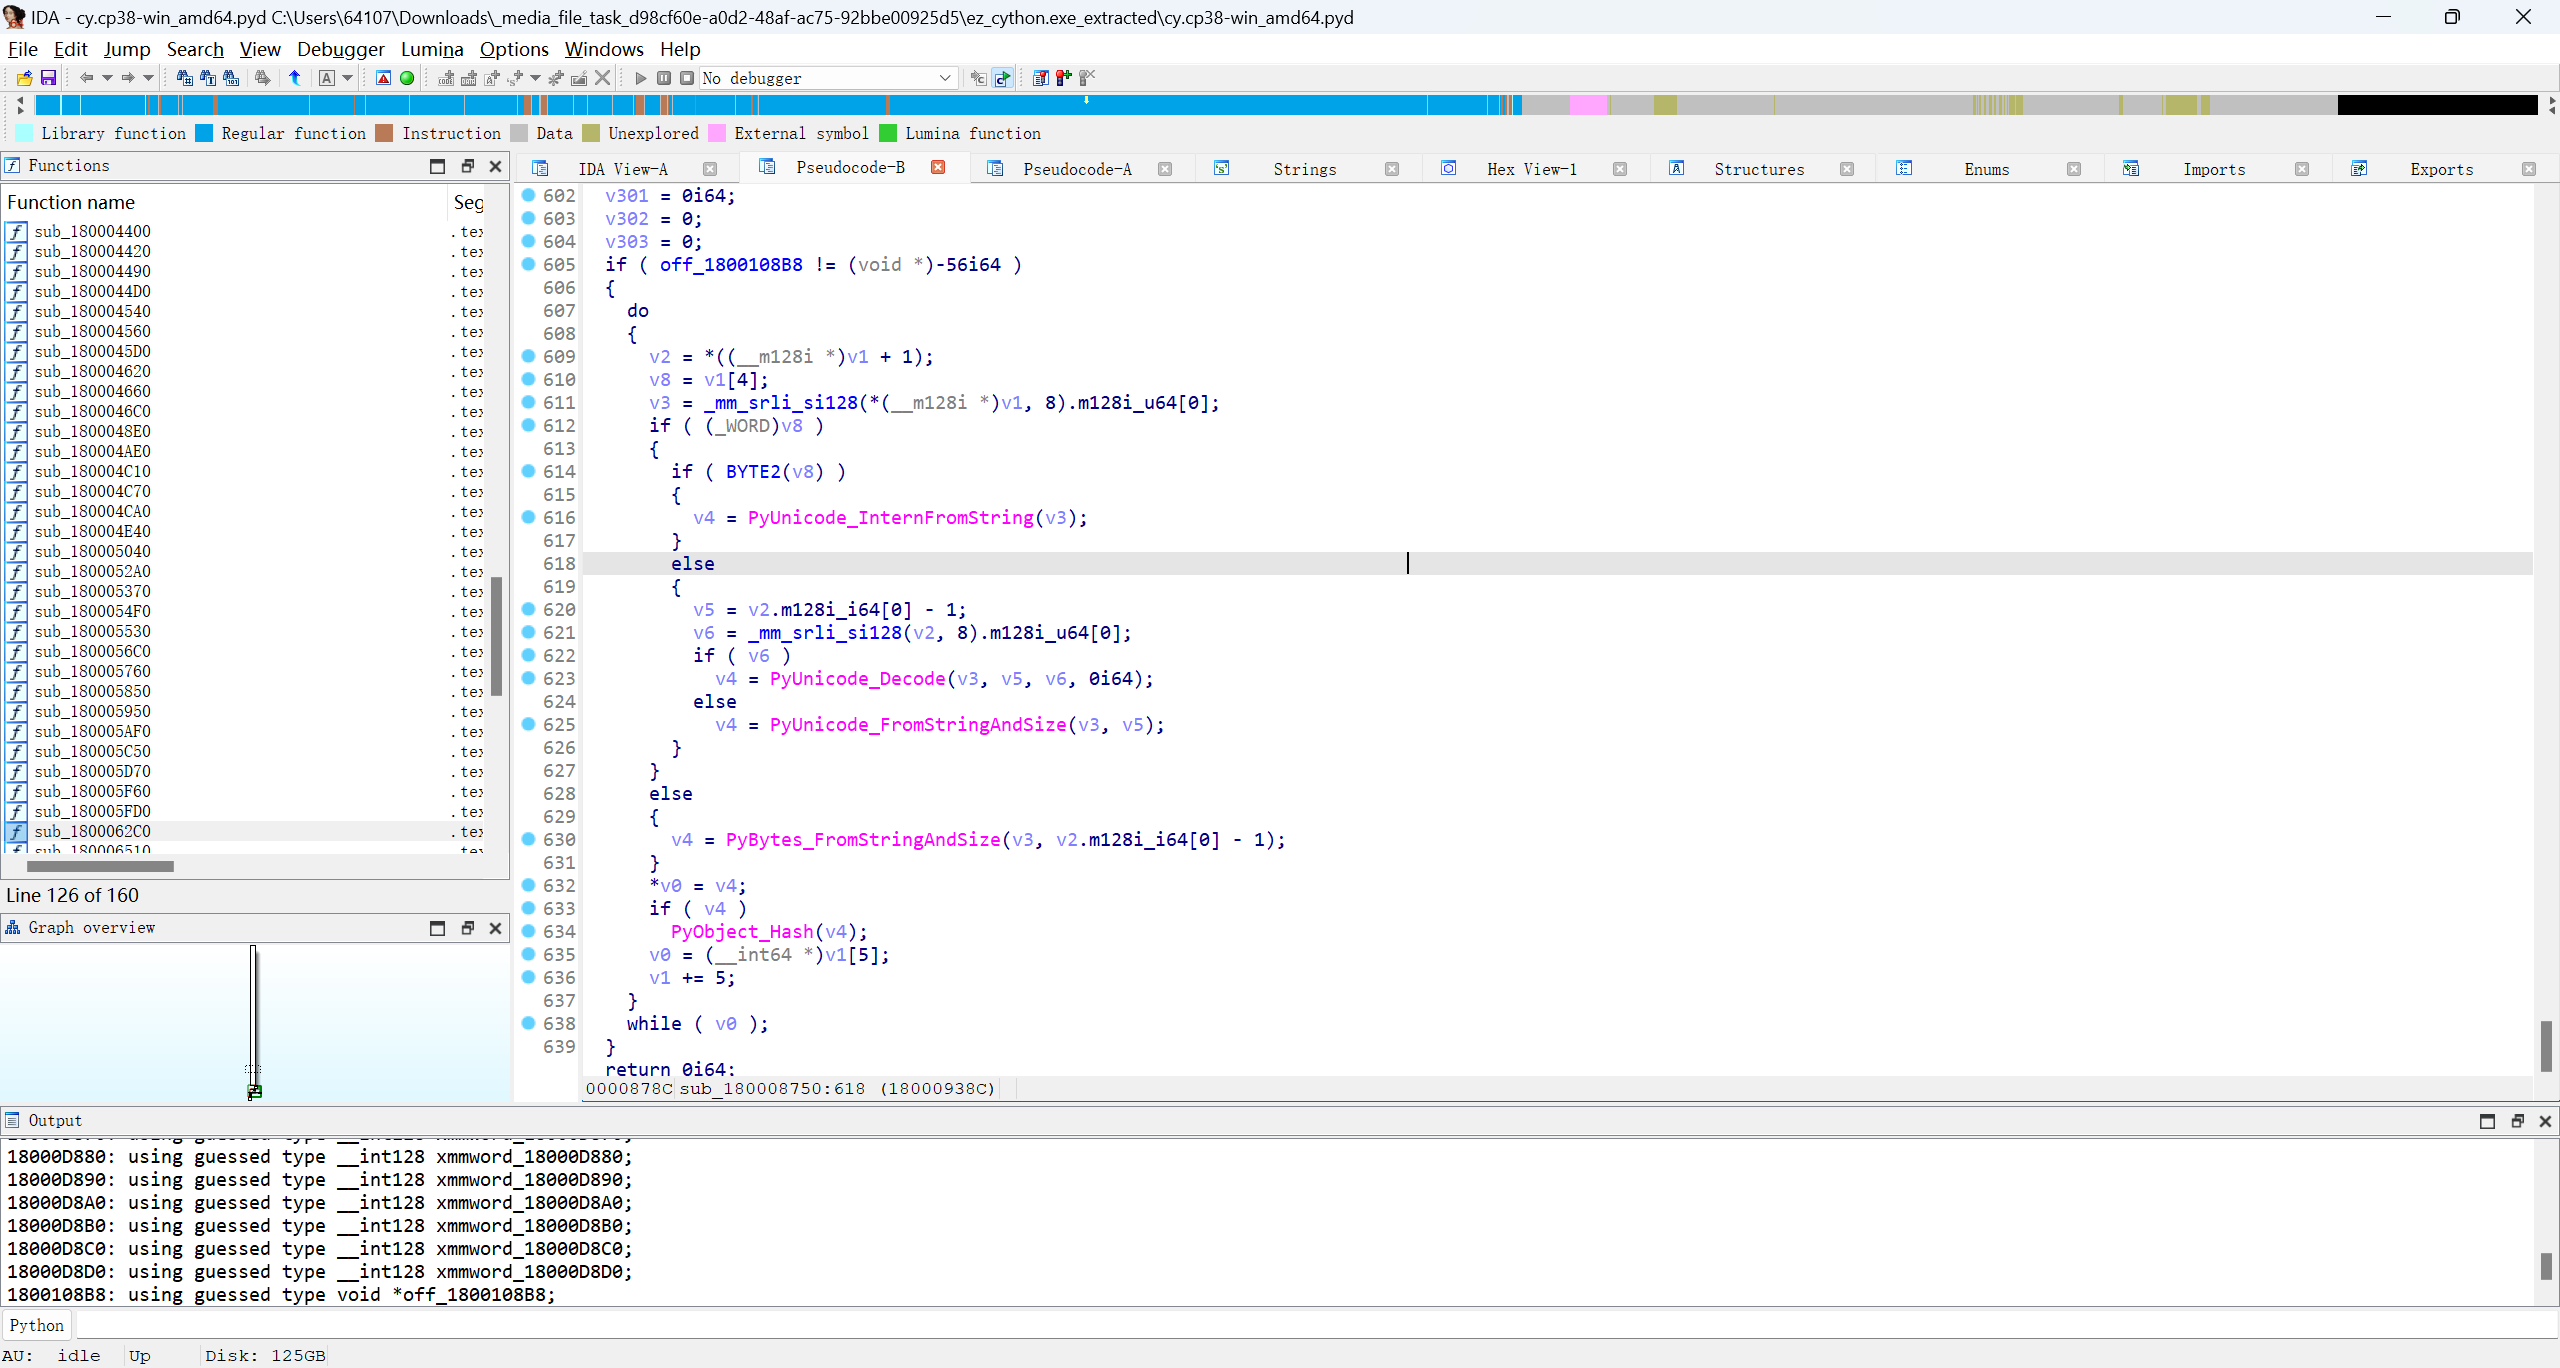 IDA - cy.cp38-win_amd64.pyd C:\Users\64107\Downloads\_media_file_task_d98cf60e-a0d2-48af-ac75-92bbe00925d5\ez_cython.exe_extracted\cy.cp38-win_amd64.pyd
File Edit Jump Search View Debugger Lumina Options Windows Help
No debugger
Library function Regular function Instruction Data Unexplored External symbol Lumina function
Functions
IDA View-A Pseudocode-B Pseudocode-A Strings Hex View-1 Structures Enums Imports Exports
Function name Seg
sub_180004400 .tex
sub_180004420 .tex
sub_180004490 .tex
sub_1800044D0 .tex
sub_180004540 .tex
sub_180004560 .tex
sub_1800045D0 .tex
sub_180004620 .tex
sub_180004660 .tex
sub_1800046C0 .tex
sub_1800048E0 .tex
sub_180004AE0 .tex
sub_180004C10 .tex
sub_180004C70 .tex
sub_180004CA0 .tex
sub_180004E40 .tex
sub_180005040 .tex
sub_1800052A0 .tex
sub_180005370 .tex
sub_1800054F0 .tex
sub_180005530 .tex
sub_1800056C0 .tex
sub_180005760 .tex
sub_180005850 .tex
sub_180005950 .tex
sub_180005AF0 .tex
sub_180005C50 .tex
sub_180005D70 .tex
sub_180005F60 .tex
sub_180005FD0 .tex
sub_1800062C0 .tex
sub_180006510 .tex
Line 126 of 160
Graph overview
602 v301 = 0i64;
603 v302 = 0;
604 v303 = 0;
605 if ( off_1800108B8 != (void *)-56i64 )
606 {
607 do
608 {
609 v2 = *((__m128i *)v1 + 1);
610 v8 = v1[4];
611 v3 = _mm_srli_si128(*(__m128i *)v1, 8).m128i_u64[0];
612 if ( (_WORD)v8 )
613 {
614 if ( BYTE2(v8) )
615 {
616 v4 = PyUnicode_InternFromString(v3);
617 }
618 else
619 {
620 v5 = v2.m128i_i64[0] - 1;
621 v6 = _mm_srli_si128(v2, 8).m128i_u64[0];
622 if ( v6 )
623 v4 = PyUnicode_Decode(v3, v5, v6, 0i64);
624 else
625 v4 = PyUnicode_FromStringAndSize(v3, v5);
626 }
627 }
628 else
629 {
630 v4 = PyBytes_FromStringAndSize(v3, v2.m128i_i64[0] - 1);
631 }
632 *v0 = v4;
633 if ( v4 )
634 PyObject_Hash(v4);
635 v0 = (__int64 *)v1[5];
636 v1 += 5;
637 }
638 while ( v0 );
639 }
return 0i64;
0000878C sub_180008750:618 (18000938C)
Output
18000D880: using guessed type __int128 xmmword_18000D880;
18000D890: using guessed type __int128 xmmword_18000D890;
18000D8A0: using guessed type __int128 xmmword_18000D8A0;
18000D8B0: using guessed type __int128 xmmword_18000D8B0;
18000D8C0: using guessed type __int128 xmmword_18000D8C0;
18000D8D0: using guessed type __int128 xmmword_18000D8D0;
1800108B8: using guessed type void *off_1800108B8;
Python
AU: idle Up Disk: 125GB